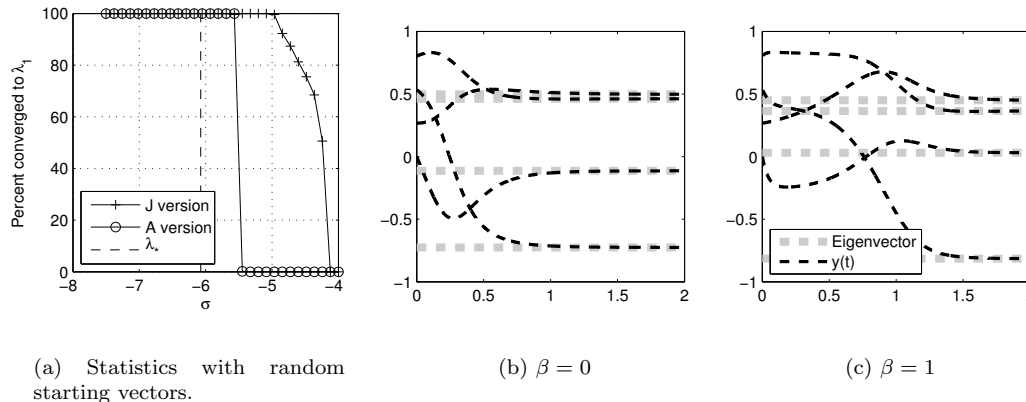 100
80
60
40
20
0
Percent converged to λ₁
J version
A version
λ*
−8
−7
−6
−5
−4
σ
1
0.5
0
−0.5
−1
0
0.5
1
1.5
2
1
0.5
0
−0.5
−1
Eigenvector
y(t)
0
0.5
1
1.5
(a) Statistics with random
starting vectors.
(b) β = 0
(c) β = 1